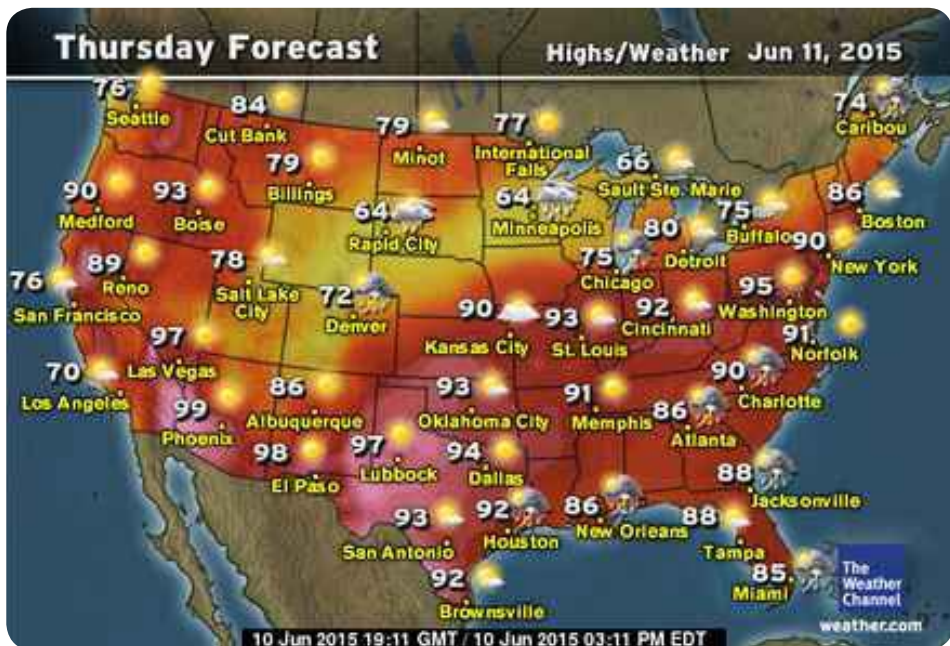 Thursday Forecast
Highs/Weather Jun 11, 2015
76
Seattle
84
Cut Bank
79
Minot
77
International
Falls
74
Caribou
79
Billings
66
Sault Ste. Marie
90
Medford
93
Boise
64
Rapid City
64
Minneapolis
80
Detroit
75
Buffalo
86
Boston
90
New York
76
San Francisco
89
Reno
78
Salt Lake
City
72
Denver
75
Chicago
95
Washington
90
Kansas City
93
St. Louis
92
Cincinnati
91
Norfolk
97
Las Vegas
70
Los Angeles
99
Phoenix
86
Albuquerque
93
Oklahoma City
91
Memphis
90
Charlotte
86
Atlanta
98
El Paso
97
Lubbock
94
Dallas
88
Jacksonville
93
San Antonio
92
Houston
86
New Orleans
88
Tampa
92
Brownsville
85
Miami
The
Weather
Channel
weather.com
10 Jun 2015 19:11 GMT / 10 Jun 2015 03:11 PM EDT